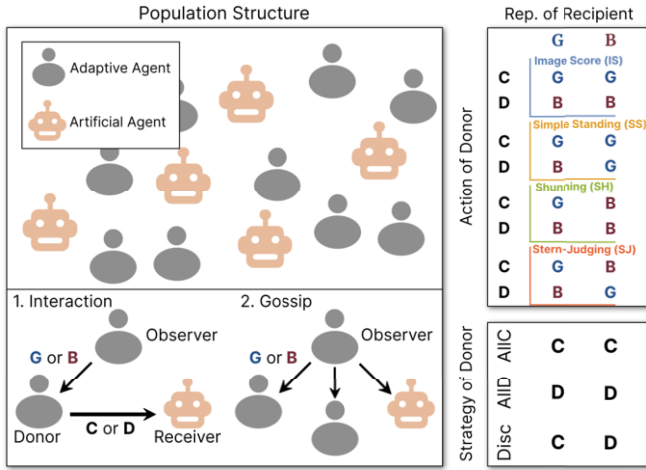 Population Structure
Adaptive Agent
Artificial Agent
1. Interaction
2. Gossip
Observer
Observer
G or B
G or B
Donor
C or D
Receiver
Rep. of Recipient
G B
Image Score (IS)
C G G
D B B
Simple Standing (SS)
C G G
D B G
Shunning (SH)
C G B
D B B
Stern-Judging (SJ)
C G B
D B G
Action of Donor
Strategy of Donor
AllC C C
AllD D D
Disc C D